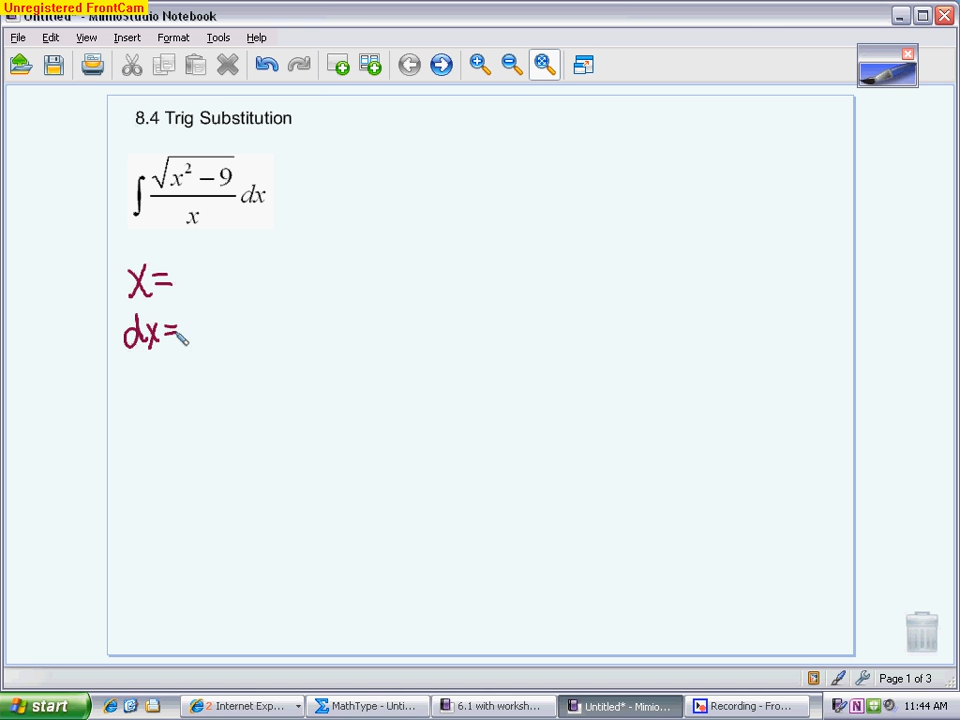 Unregistered FrontCam
Untitled* - MimioStudio Notebook
File Edit View Insert Format Tools Help
8.4 Trig Substitution
∫ √(x² − 9) / x dx
x=
dx=
Page 1 of 3
start 2 Internet Exp... MathType - Unti... 6.1 with worksh... Untitled* - Mimio... Recording - Fro... 11:44 AM